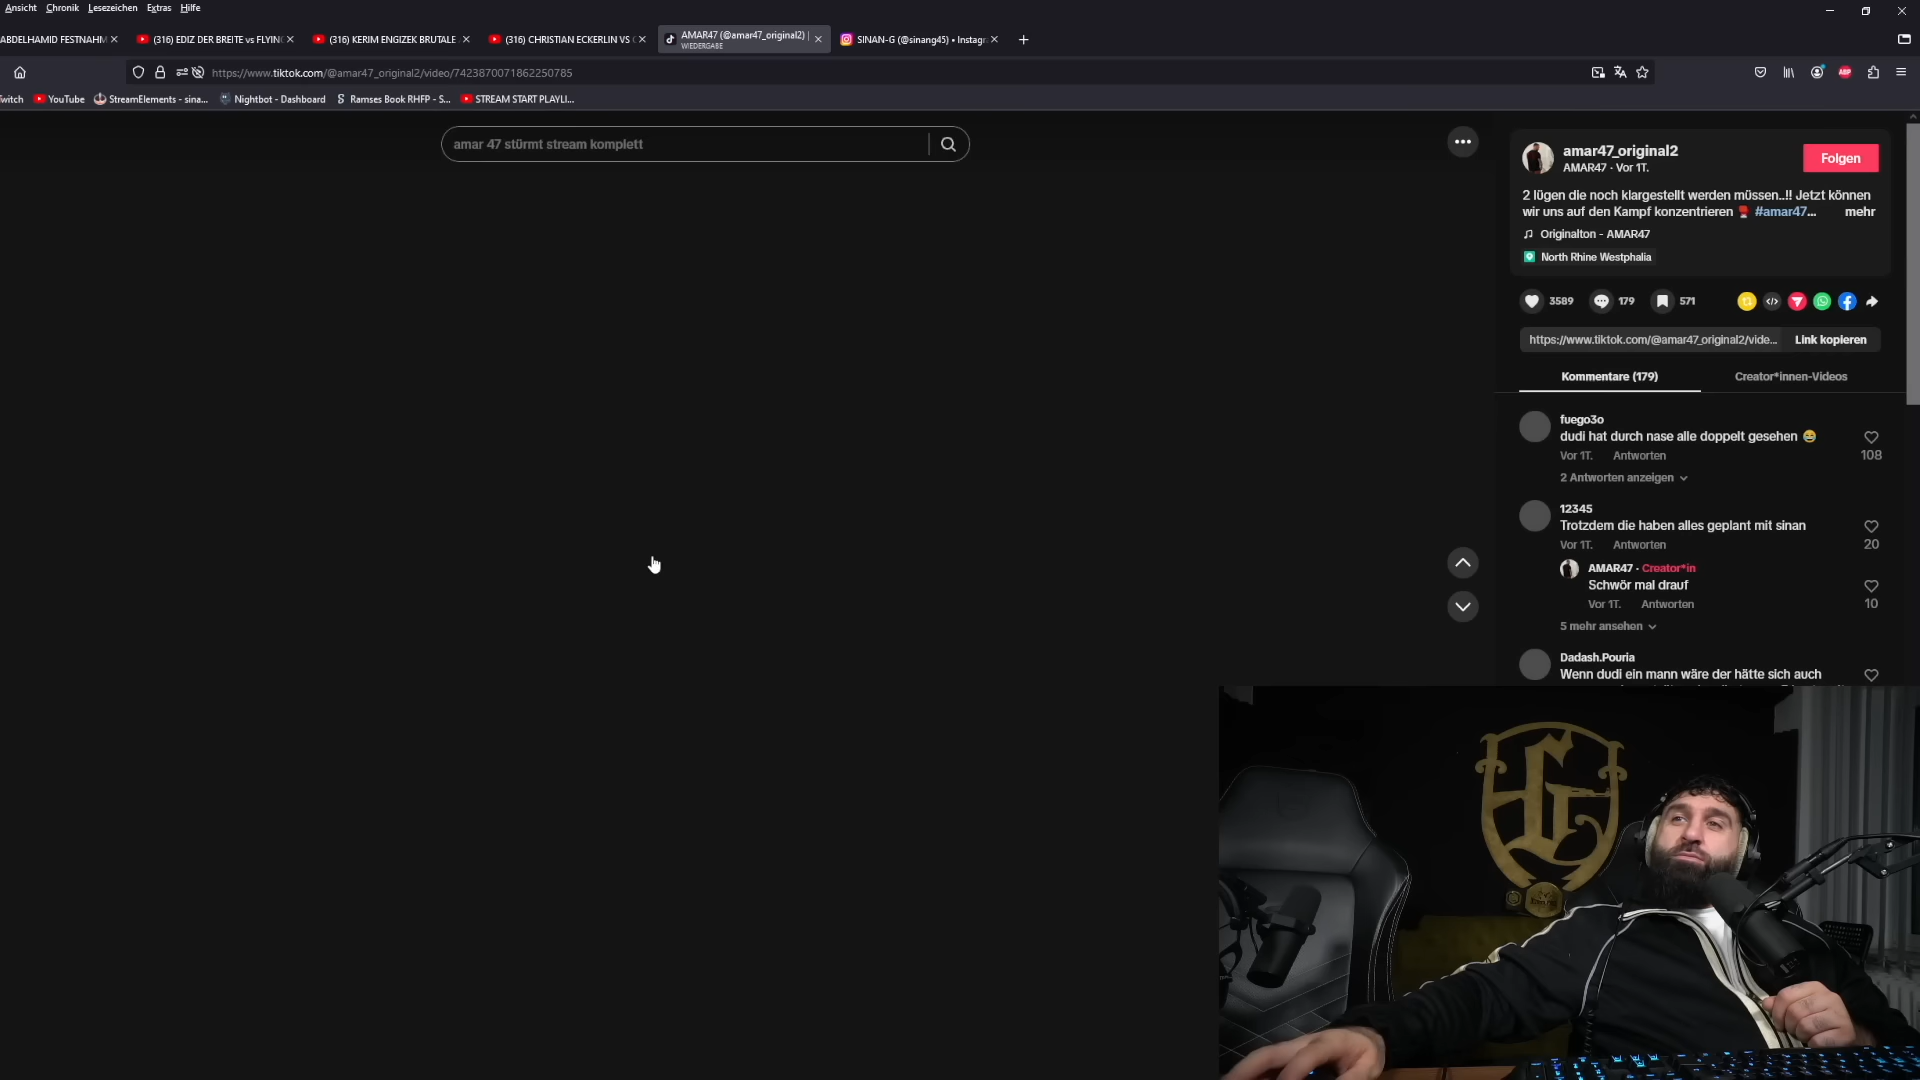 Ansicht Chronik Lesezeichen Extras Hilfe
ABDELHAMID FESTNAHM
(316) EDIZ DER BREITE vs FLYIN
(316) KERIM ENGIZEK BRUTALE
(316) CHRISTIAN ECKERLIN VS
AMAR47 (@amar47_original2) |
WIEDERGABE
SINAN-G (@sinang45) • Instagr
https://www.tiktok.com/@amar47_original2/video/7423870071862250785
ABP
witch
YouTube
StreamElements - sina...
Nightbot - Dashboard
Ramses Book RHFP - S...
STREAM START PLAYLI...
amar 47 stürmt stream komplett
amar47_original2
AMAR47 · Vor 1T.
Folgen
2 lügen die noch klargestellt werden müssen..!! Jetzt können
wir uns auf den Kampf konzentrieren 🥊 #amar47... mehr
Originalton - AMAR47
North Rhine Westphalia
3589 179 571
https://www.tiktok.com/@amar47_original2/vide... Link kopieren
Kommentare (179) Creator*innen-Videos
fuego3o
dudi hat durch nase alle doppelt gesehen 😂
Vor 1T. Antworten 108
2 Antworten anzeigen
12345
Trotzdem die haben alles geplant mit sinan
Vor 1T. Antworten 20
AMAR47 · Creator*in
Schwör mal drauf
Vor 1T. Antworten 10
5 mehr ansehen
Dadash.Pouria
Wenn dudi ein mann wäre der hätte sich auch